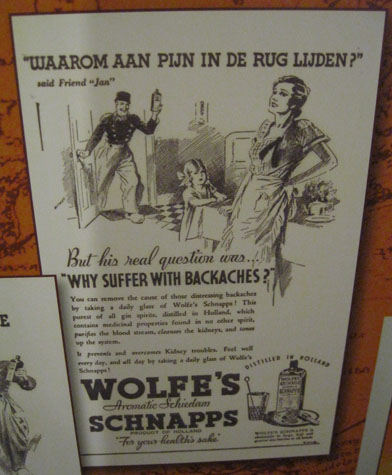 "WAAROM AAN PIJN IN DE RUG LIJDEN?"
said Friend "Jan"
But his real question was...
"WHY SUFFER WITH BACKACHES?"
You can remove the cause of those distressing backaches
by taking a daily glass of Wolfe's Schnapps! This
purest of all gin spirits, distilled in Holland, which
contains medicinal properties found in no other spirit,
purifies the blood stream, cleanses the kidneys, and tones
up the system.
It prevents and overcomes Kidney troubles. Feel well
every day, and all day by taking a daily glass of Wolfe's
Schnapps!
DISTILLED IN HOLLAND
WOLFE'S
Aromatic Schiedam
SCHNAPPS
PRODUCT OF HOLLAND
"For your health's sake"
WOLFE'S SCHNAPPS is
E